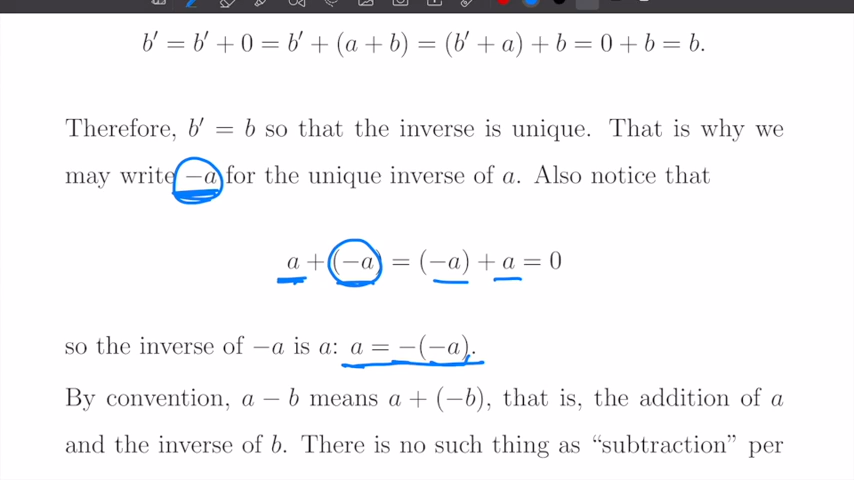 b′ = b′ + 0 = b′ + (a + b) = (b′ + a) + b = 0 + b = b.
Therefore, b′ = b so that the inverse is unique. That is why we
may write −a for the unique inverse of a. Also notice that
a + (−a) = (−a) + a = 0
so the inverse of −a is a: a = −(−a).
By convention, a − b means a + (−b), that is, the addition of a
and the inverse of b. There is no such thing as “subtraction” per